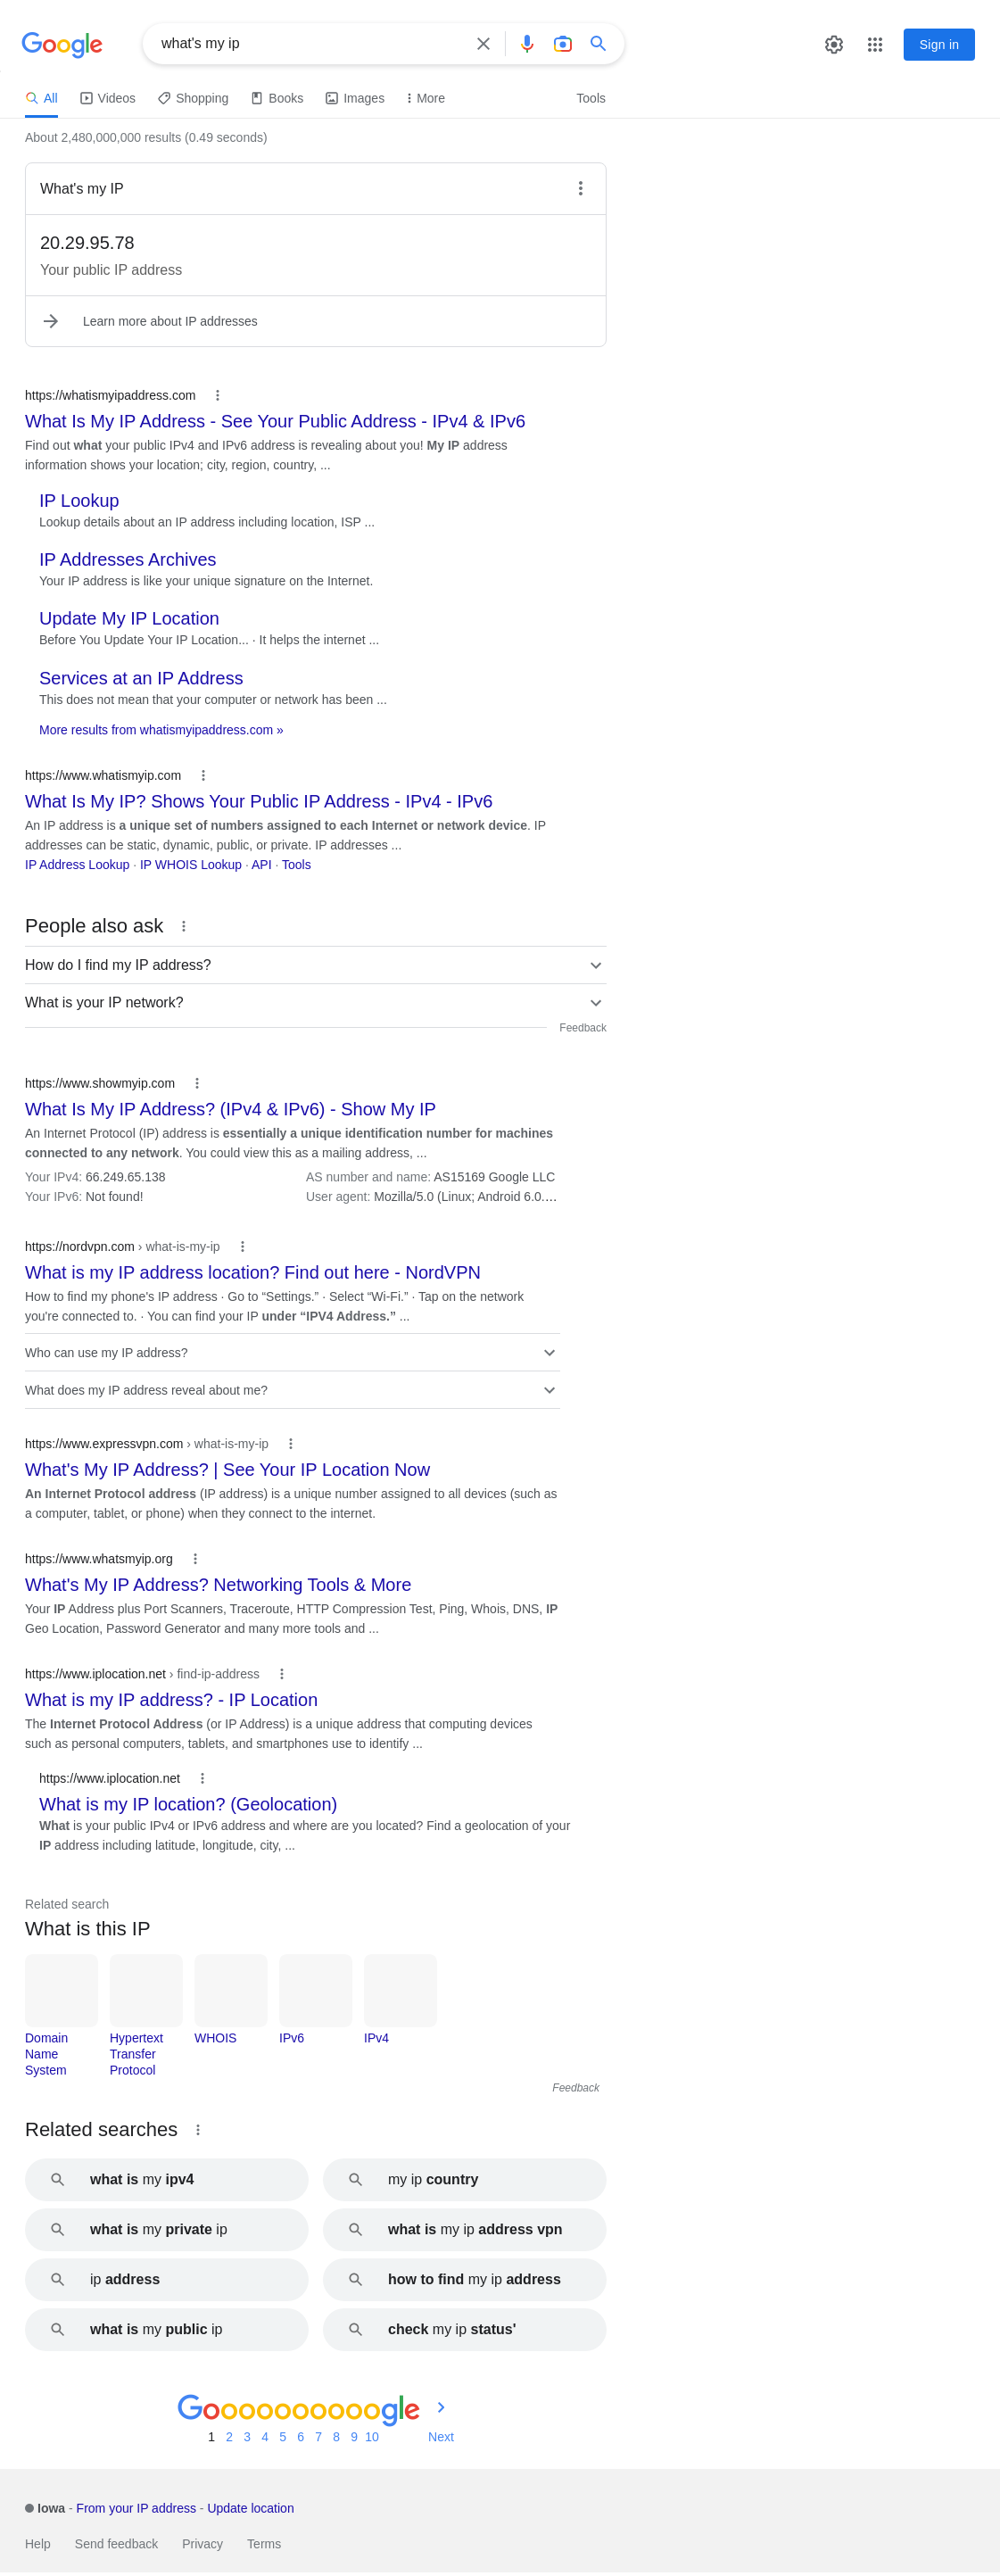 Google
what's my ip
Sign in
All Videos Shopping Books Images More Tools
About 2,480,000,000 results (0.49 seconds)
What's my IP
20.29.95.78
Your public IP address
Learn more about IP addresses
https://whatismyipaddress.com
What Is My IP Address - See Your Public Address - IPv4 & IPv6
Find out what your public IPv4 and IPv6 address is revealing about you! My IP address
information shows your location; city, region, country, ...
IP Lookup
Lookup details about an IP address including location, ISP ...
IP Addresses Archives
Your IP address is like your unique signature on the Internet.
Update My IP Location
Before You Update Your IP Location... · It helps the internet ...
Services at an IP Address
This does not mean that your computer or network has been ...
More results from whatismyipaddress.com »
https://www.whatismyip.com
What Is My IP? Shows Your Public IP Address - IPv4 - IPv6
An IP address is a unique set of numbers assigned to each Internet or network device. IP
addresses can be static, dynamic, public, or private. IP addresses ...
IP Address Lookup · IP WHOIS Lookup · API · Tools
People also ask
How do I find my IP address?
What is your IP network?
Feedback
https://www.showmyip.com
What Is My IP Address? (IPv4 & IPv6) - Show My IP
An Internet Protocol (IP) address is essentially a unique identification number for machines
connected to any network. You could view this as a mailing address, ...
Your IPv4: 66.249.65.138 AS number and name: AS15169 Google LLC
Your IPv6: Not found! User agent: Mozilla/5.0 (Linux; Android 6.0....
https://nordvpn.com › what-is-my-ip
What is my IP address location? Find out here - NordVPN
How to find my phone's IP address · Go to “Settings.” · Select “Wi-Fi.” · Tap on the network
you're connected to. · You can find your IP under “IPV4 Address.” ...
Who can use my IP address?
What does my IP address reveal about me?
https://www.expressvpn.com › what-is-my-ip
What's My IP Address? | See Your IP Location Now
An Internet Protocol address (IP address) is a unique number assigned to all devices (such as
a computer, tablet, or phone) when they connect to the internet.
https://www.whatsmyip.org
What's My IP Address? Networking Tools & More
Your IP Address plus Port Scanners, Traceroute, HTTP Compression Test, Ping, Whois, DNS, IP
Geo Location, Password Generator and many more tools and ...
https://www.iplocation.net › find-ip-address
What is my IP address? - IP Location
The Internet Protocol Address (or IP Address) is a unique address that computing devices
such as personal computers, tablets, and smartphones use to identify ...
https://www.iplocation.net
What is my IP location? (Geolocation)
What is your public IPv4 or IPv6 address and where are you located? Find a geolocation of your
IP address including latitude, longitude, city, ...
Related search
What is this IP
Domain Name System
Hypertext Transfer Protocol
WHOIS
IPv6
IPv4
Feedback
Related searches
what is my ipv4
my ip country
what is my private ip
what is my ip address vpn
ip address
how to find my ip address
what is my public ip
check my ip status'
Goooooooooogle
1 2 3 4 5 6 7 8 9 10 Next
Iowa - From your IP address - Update location
Help Send feedback Privacy Terms